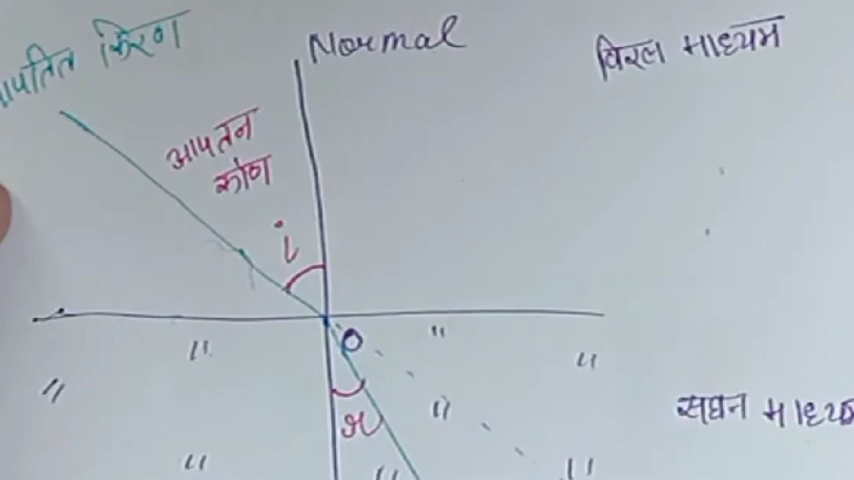 आपतित किरण
Normal
विरल माध्यम
आपतन
कोण
i
O
r
सघन माध्यम